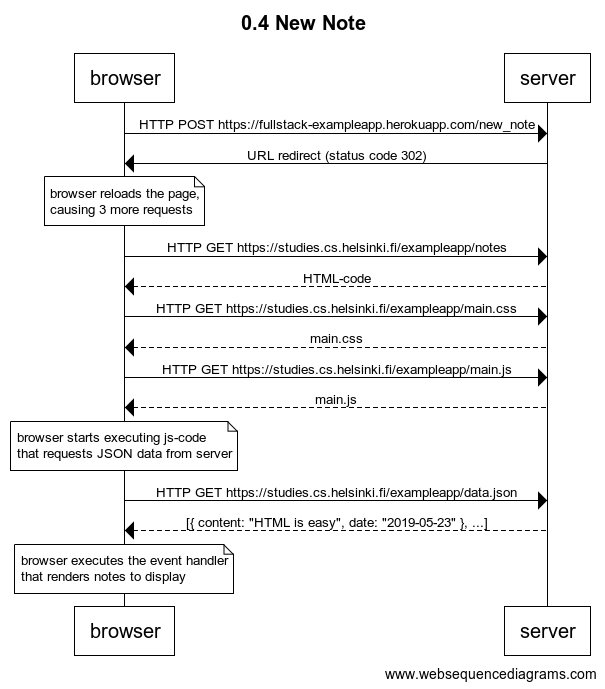 0.4 New Note
browser server
HTTP POST https://fullstack-exampleapp.herokuapp.com/new_note
URL redirect (status code 302)
browser reloads the page,
causing 3 more requests
HTTP GET https://studies.cs.helsinki.fi/exampleapp/notes
HTML-code
HTTP GET https://studies.cs.helsinki.fi/exampleapp/main.css
main.css
HTTP GET https://studies.cs.helsinki.fi/exampleapp/main.js
main.js
browser starts executing js-code
that requests JSON data from server
HTTP GET https://studies.cs.helsinki.fi/exampleapp/data.json
[{ content: "HTML is easy", date: "2019-05-23" }, ...]
browser executes the event handler
that renders notes to display
browser server
www.websequencediagrams.com